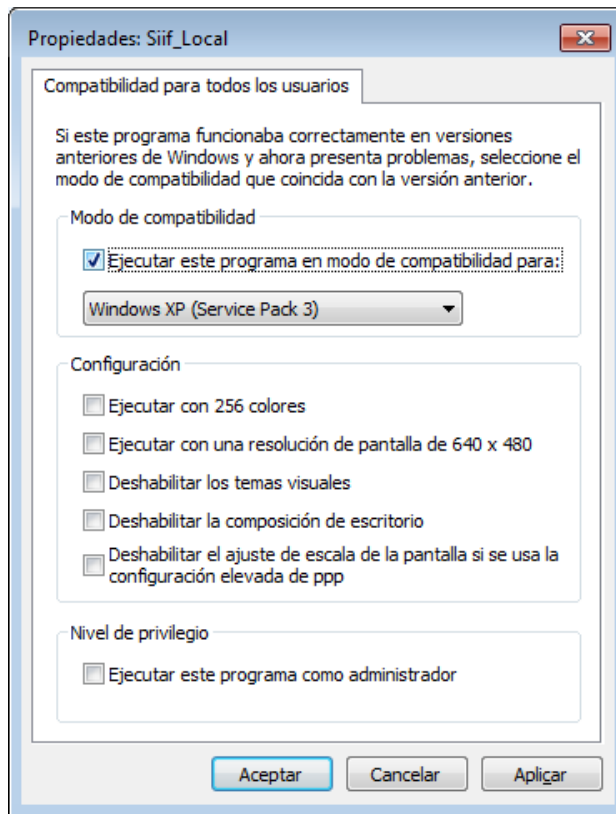 Propiedades: Siif_Local
Compatibilidad para todos los usuarios
Si este programa funcionaba correctamente en versiones
anteriores de Windows y ahora presenta problemas, seleccione el
modo de compatibilidad que coincida con la versión anterior.
Modo de compatibilidad
Ejecutar este programa en modo de compatibilidad para:
Windows XP (Service Pack 3)
Configuración
Ejecutar con 256 colores
Ejecutar con una resolución de pantalla de 640 x 480
Deshabilitar los temas visuales
Deshabilitar la composición de escritorio
Deshabilitar el ajuste de escala de la pantalla si se usa la
configuración elevada de ppp
Nivel de privilegio
Ejecutar este programa como administrador
Aceptar Cancelar Aplicar